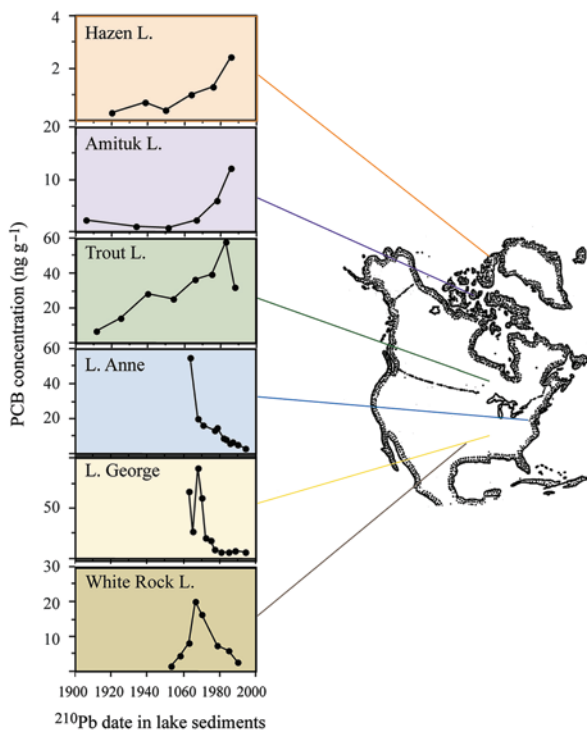 4
Hazen L.
2
20
Amituk L.
10
60
Trout L.
40
20
60
L. Anne
40
20
L. George
50
30
White Rock L.
20
10
1900 1920 1940 1060 1980 2000
PCB concentration (ng g⁻¹)
²¹⁰Pb date in lake sediments